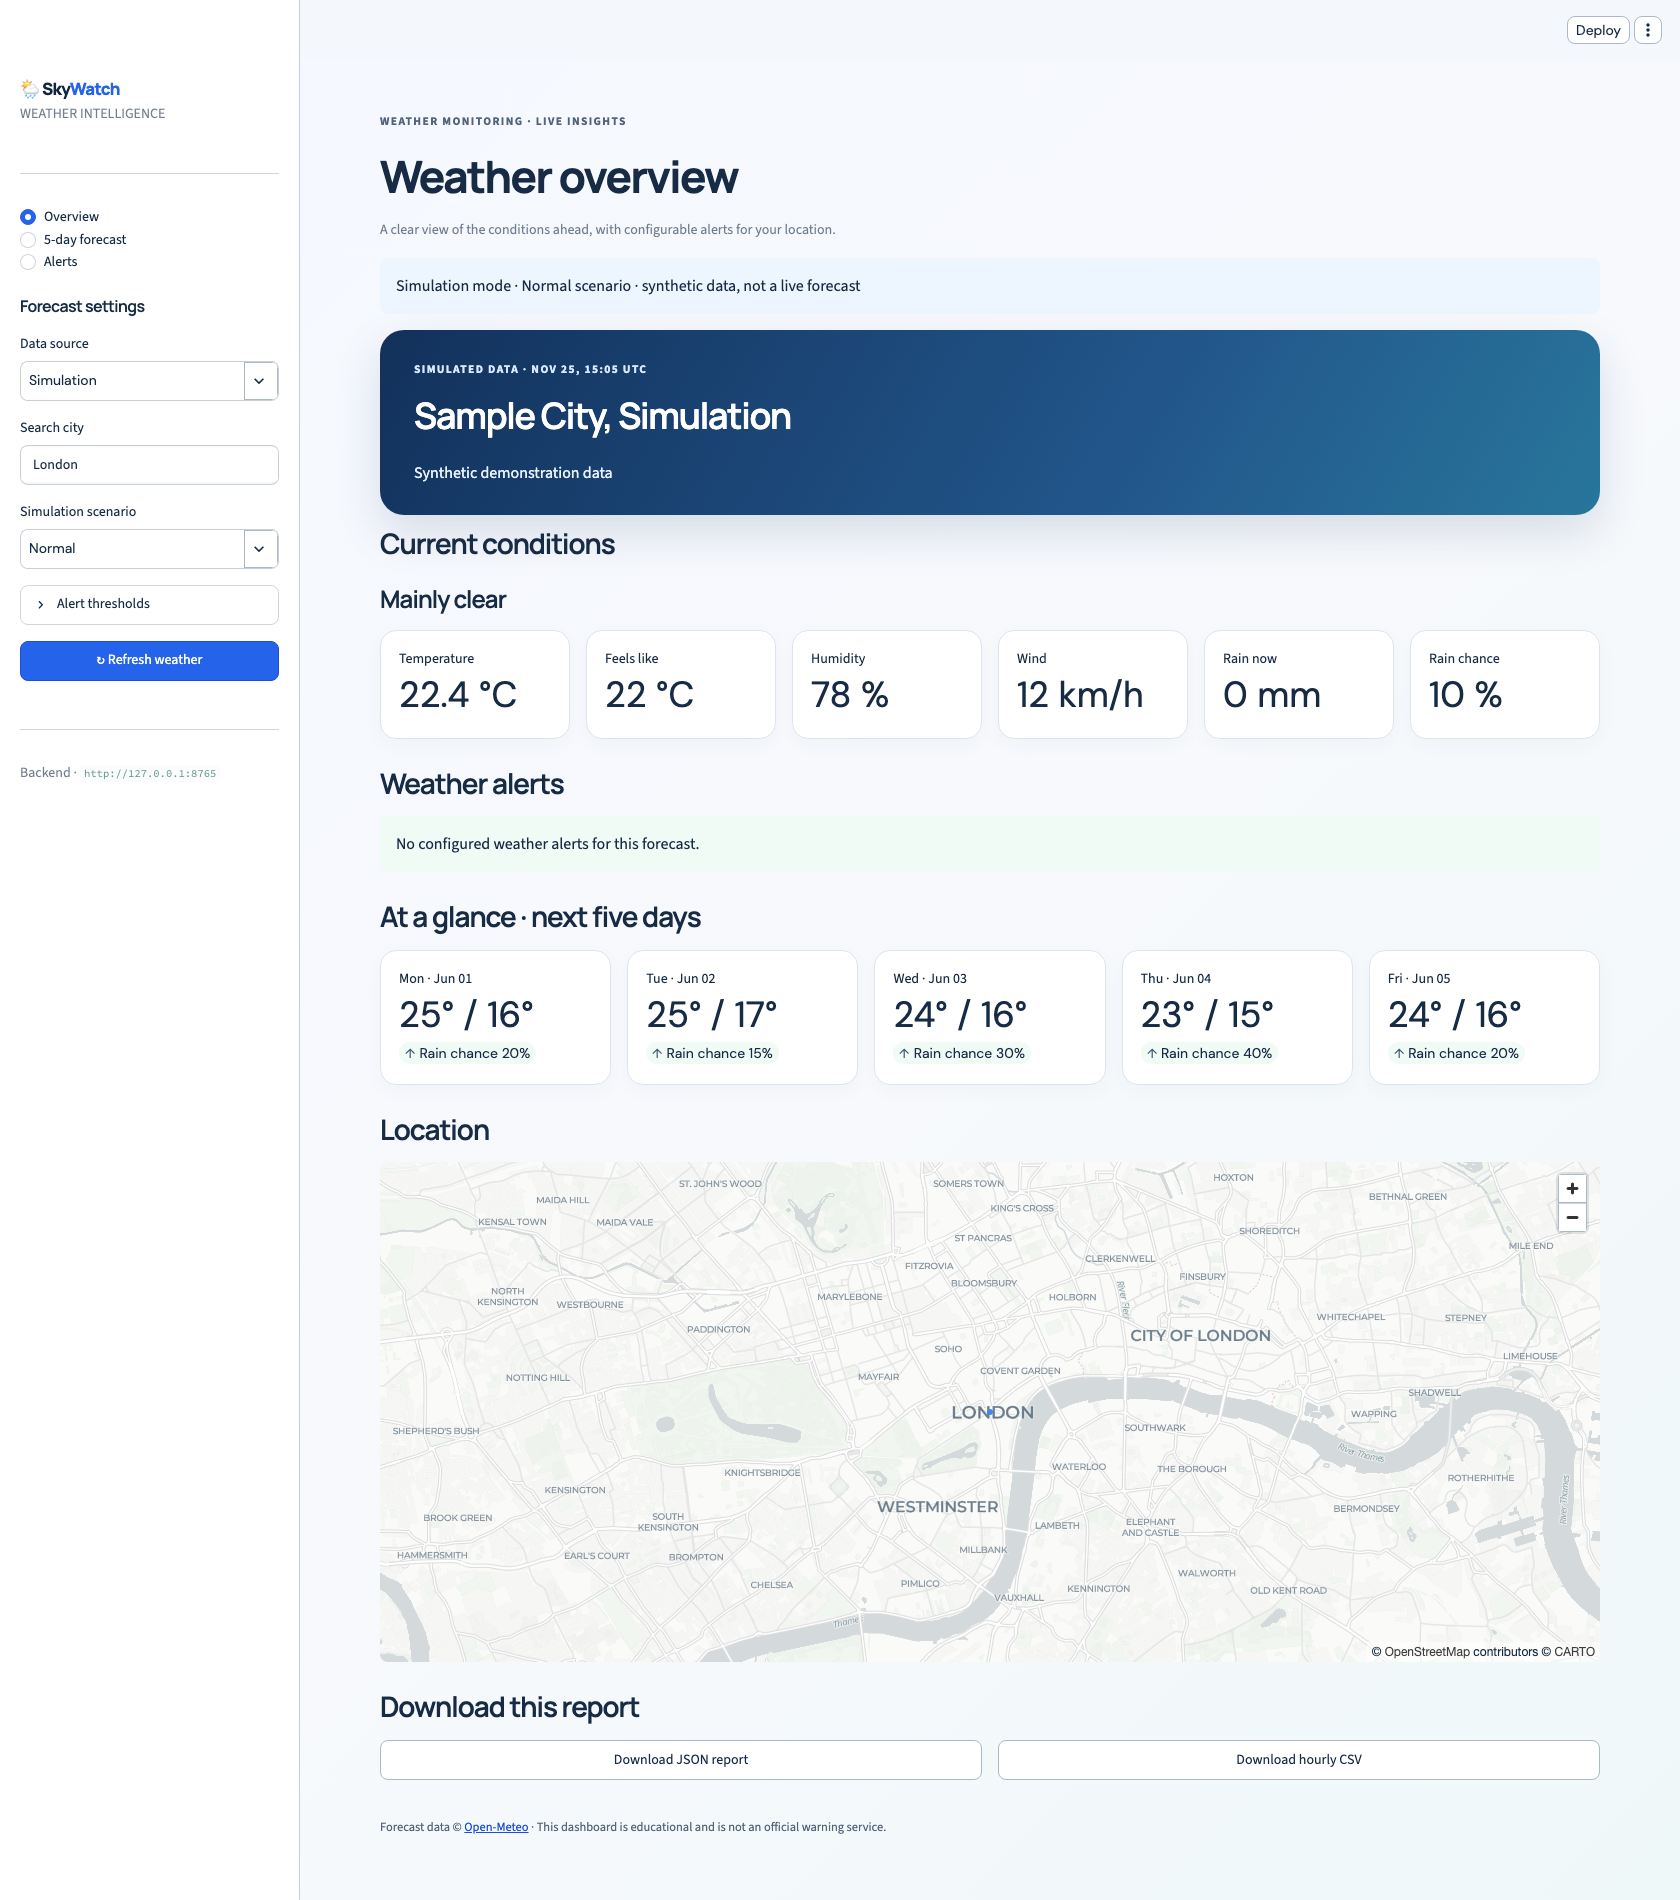 Deploy
🌦️ SkyWatch
WEATHER INTELLIGENCE
Overview
5-day forecast
Alerts
Forecast settings
Data source
Simulation
Search city
London
Simulation scenario
Normal
Alert thresholds
↻ Refresh weather
Backend · http://127.0.0.1:8765
WEATHER MONITORING · LIVE INSIGHTS
Weather overview
A clear view of the conditions ahead, with configurable alerts for your location.
Simulation mode · Normal scenario · synthetic data, not a live forecast
SIMULATED DATA · NOV 25, 15:05 UTC
Sample City, Simulation
Synthetic demonstration data
Current conditions
Mainly clear
Temperature
22.4 °C
Feels like
22 °C
Humidity
78 %
Wind
12 km/h
Rain now
0 mm
Rain chance
10 %
Weather alerts
No configured weather alerts for this forecast.
At a glance · next five days
Mon · Jun 01
25° / 16°
↑ Rain chance 20%
Tue · Jun 02
25° / 17°
↑ Rain chance 15%
Wed · Jun 03
24° / 16°
↑ Rain chance 30%
Thu · Jun 04
23° / 15°
↑ Rain chance 40%
Fri · Jun 05
24° / 16°
↑ Rain chance 20%
Location
ST. JOHN'S WOOD
SOMERS TOWN
HOXTON
BETHNAL GREEN
MAIDA HILL
KING'S CROSS
KENSAL TOWN
MAIDA VALE
SHOREDITCH
ST PANCRAS
MILE END
CLERKENWELL
FITZROVIA
FINSBURY
BLOOMSBURY
NORTH
KENSINGTON
WESTBOURNE
MARYLEBONE
HOLBORN
River Fleet
WHITECHAPEL
STEPNEY
PADDINGTON
CITY OF LONDON
SOHO
LIMEHOUSE
COVENT GARDEN
NOTTING HILL
MAYFAIR
SHADWELL
LONDON
WAPPING
SHEPHERD'S BUSH
SOUTHWARK
River Thames
KNIGHTSBRIDGE
WATERLOO
THE BOROUGH
ROTHERHITHE
KENSINGTON
WESTMINSTER
BERMONDSEY
River Thames
BROOK GREEN
SOUTH
KENSINGTON
LAMBETH
ELEPHANT
AND CASTLE
HAMMERSMITH
EARL'S COURT
BROMPTON
MILLBANK
WALWORTH
CHELSEA
PIMLICO
KENNINGTON
OLD KENT ROAD
VAUXHALL
Thames
© OpenStreetMap contributors © CARTO
Download this report
Download JSON report
Download hourly CSV
Forecast data © Open-Meteo · This dashboard is educational and is not an official warning service.